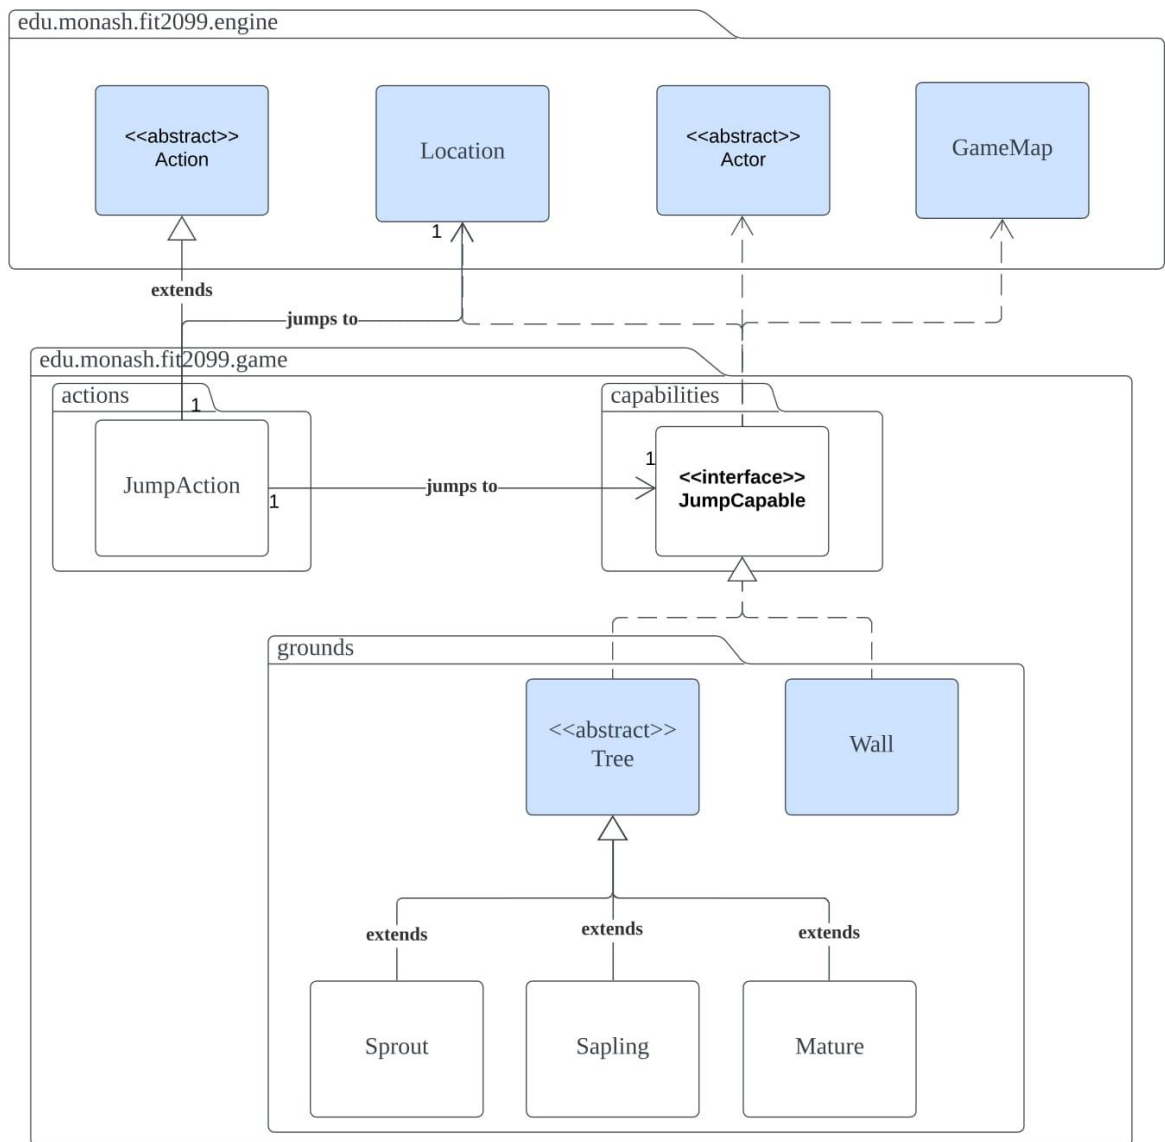 edu.monash.fit2099.engine
<<abstract>>
Action
Location
<<abstract>>
Actor
GameMap
1
extends
jumps to
edu.monash.fit2099.game
actions
1
capabilities
JumpAction
1
jumps to
1
<<interface>>
JumpCapable
grounds
<<abstract>>
Tree
Wall
extends
extends
extends
Sprout
Sapling
Mature